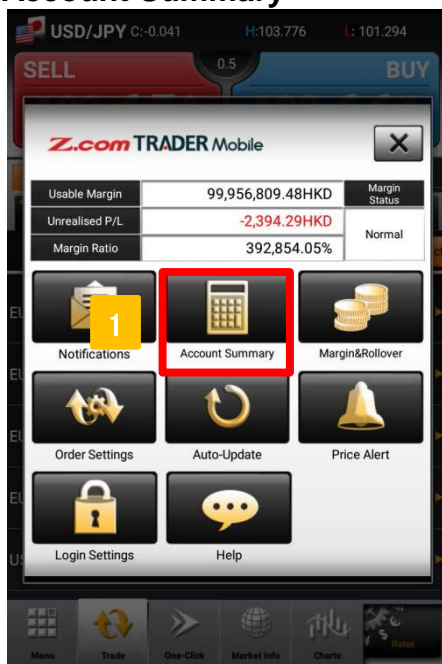 Account Summary
USD/JPY C:-0.041 H:103.776 L: 101.294
SELL 0.5 BUY
Z.com TRADER Mobile
Usable Margin 99,956,809.48HKD Margin Status
Unrealised P/L -2,394.29HKD Normal
Margin Ratio 392,854.05%
1
Notifications Account Summary Margin&Rollover
Order Settings Auto-Update Price Alert
Login Settings Help
Menu Trade One-Click Market Info Charts Rates